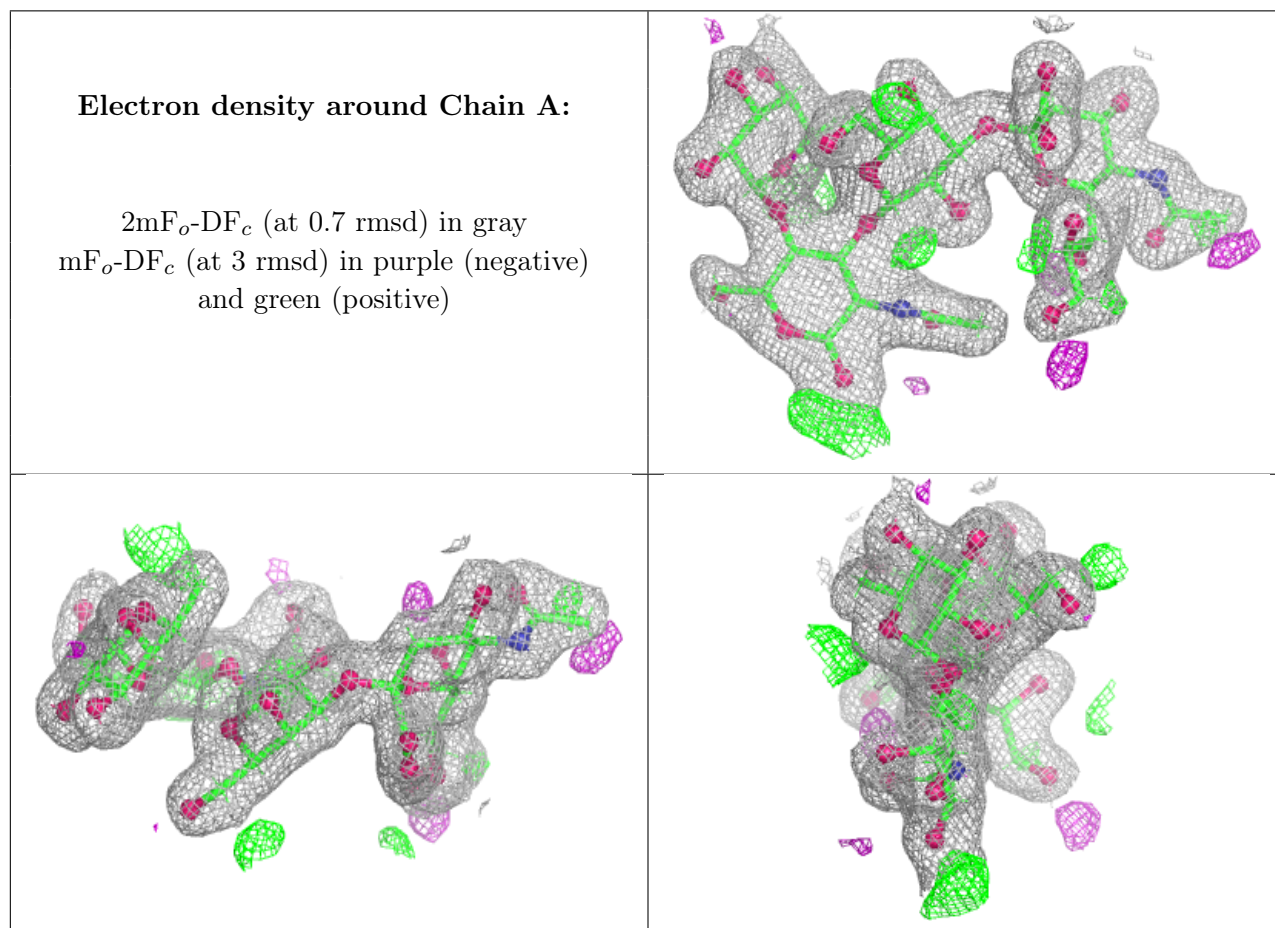 Electron density around Chain A:
2mFₒ-DF𝒸 (at 0.7 rmsd) in gray
mFₒ-DF𝒸 (at 3 rmsd) in purple (negative)
and green (positive)